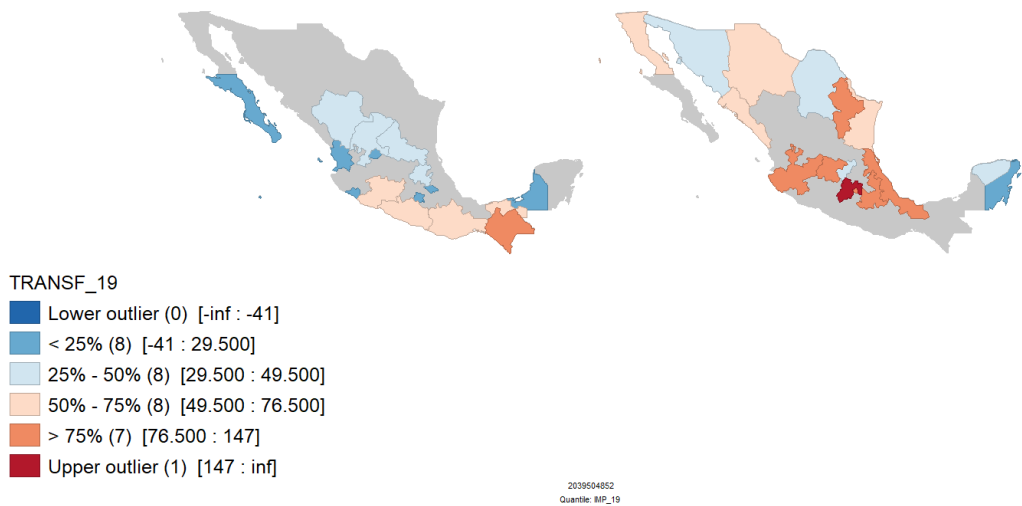 TRANSF_19
Lower outlier (0) [-inf : -41]
< 25% (8) [-41 : 29.500]
25% - 50% (8) [29.500 : 49.500]
50% - 75% (8) [49.500 : 76.500]
> 75% (7) [76.500 : 147]
Upper outlier (1) [147 : inf]
2039504852
Quantile: IMP_19